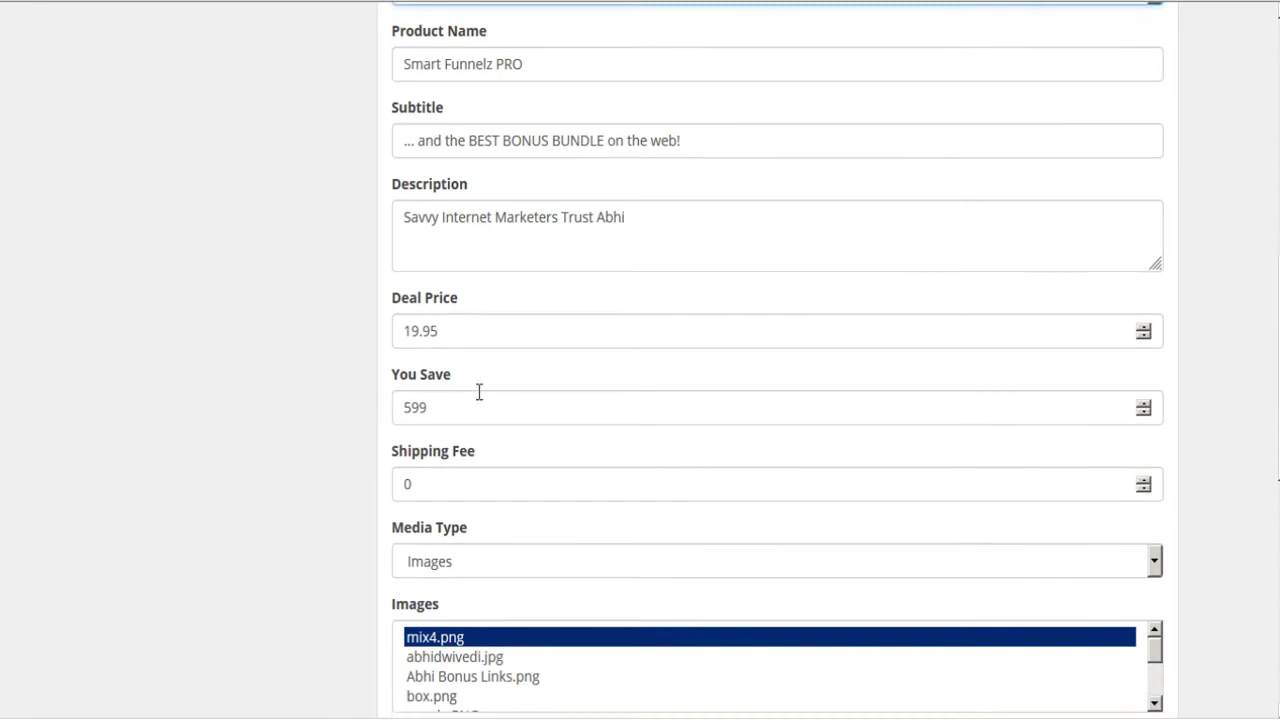 Product Name
Smart Funnelz PRO
Subtitle
... and the BEST BONUS BUNDLE on the web!
Description
Savvy Internet Marketers Trust Abhi
Deal Price
19.95
You Save
599
Shipping Fee
0
Media Type
Images
Images
mix4.png
abhidwivedi.jpg
Abhi Bonus Links.png
box.png